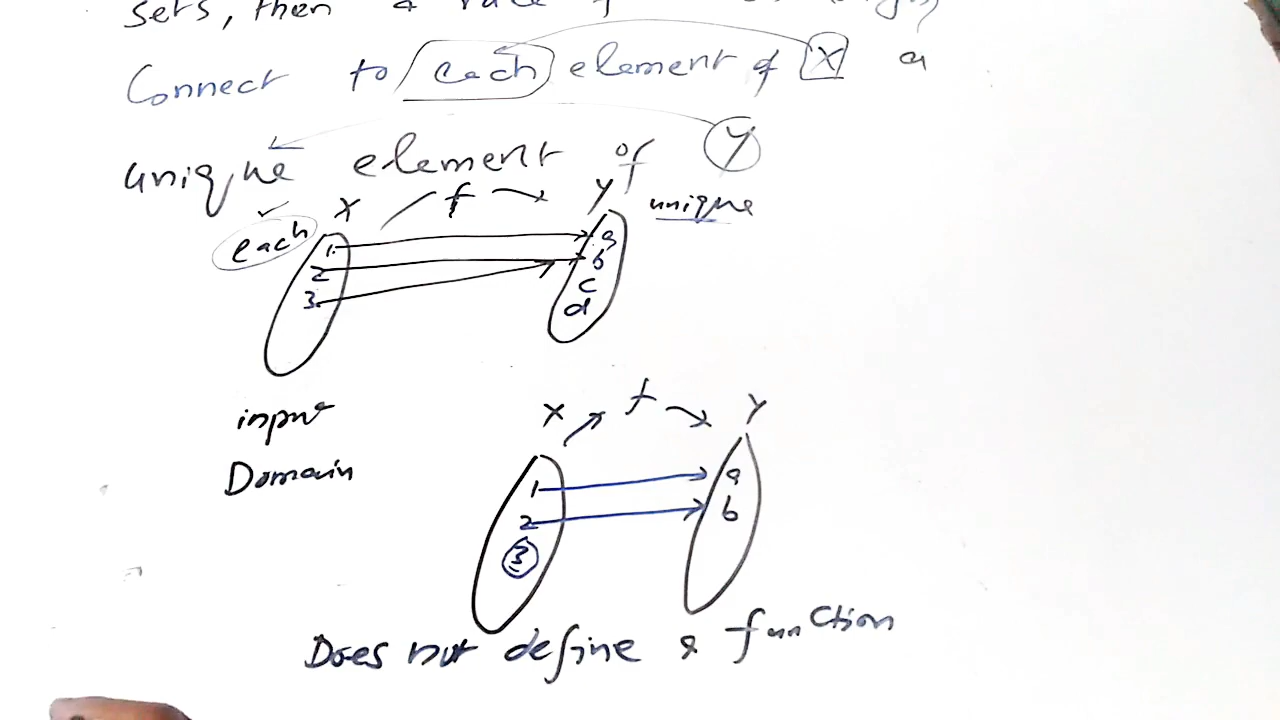 sets, then a rule f
Connect to each element of X a
unique element of Y
X f Y unique
each 1 a
2 b
3 c
d
input
Domain
X f Y
1 a
2 b
3
Does not define a function